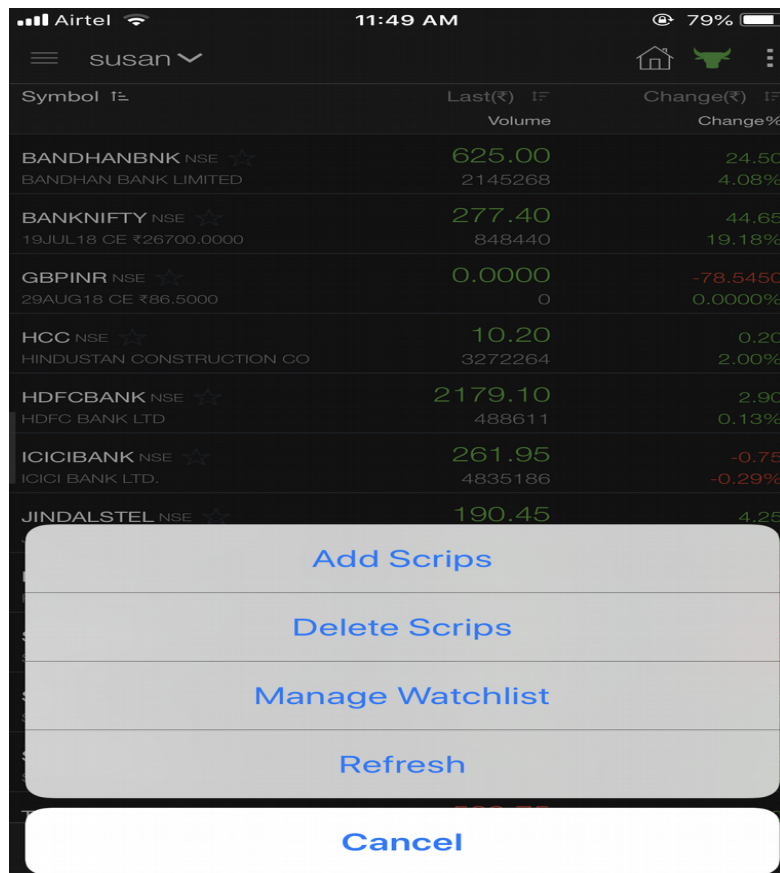 Airtel 11:49 AM 79%
susan
Symbol Last(₹) Change(₹)
Volume Change%
BANDHANBNK NSE 625.00 24.50
BANDHAN BANK LIMITED 2145268 4.08%
BANKNIFTY NSE 277.40 44.65
19JUL18 CE ₹26700.0000 848440 19.18%
GBPINR NSE 0.0000 -78.5450
29AUG18 CE ₹86.5000 0 0.0000%
HCC NSE 10.20 0.20
HINDUSTAN CONSTRUCTION CO 3272264 2.00%
HDFCBANK NSE 2179.10 2.90
HDFC BANK LTD 488611 0.13%
ICICIBANK NSE 261.95 -0.75
ICICI BANK LTD. 4835186 -0.29%
JINDALSTEL NSE 190.45 4.25
Add Scrips
Delete Scrips
Manage Watchlist
Refresh
Cancel